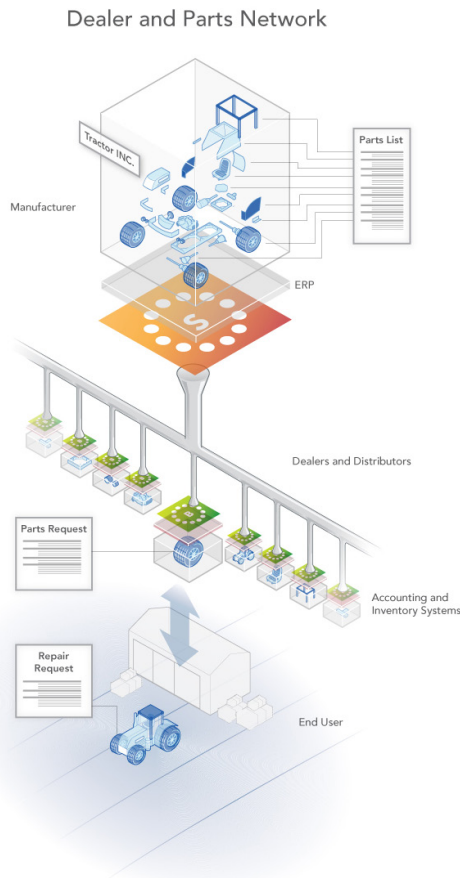 Dealer and Parts Network
Tractor INC.
Parts List
Manufacturer
ERP
S
Dealers and Distributors
Parts Request
Accounting and
Inventory Systems
Repair
Request
End User